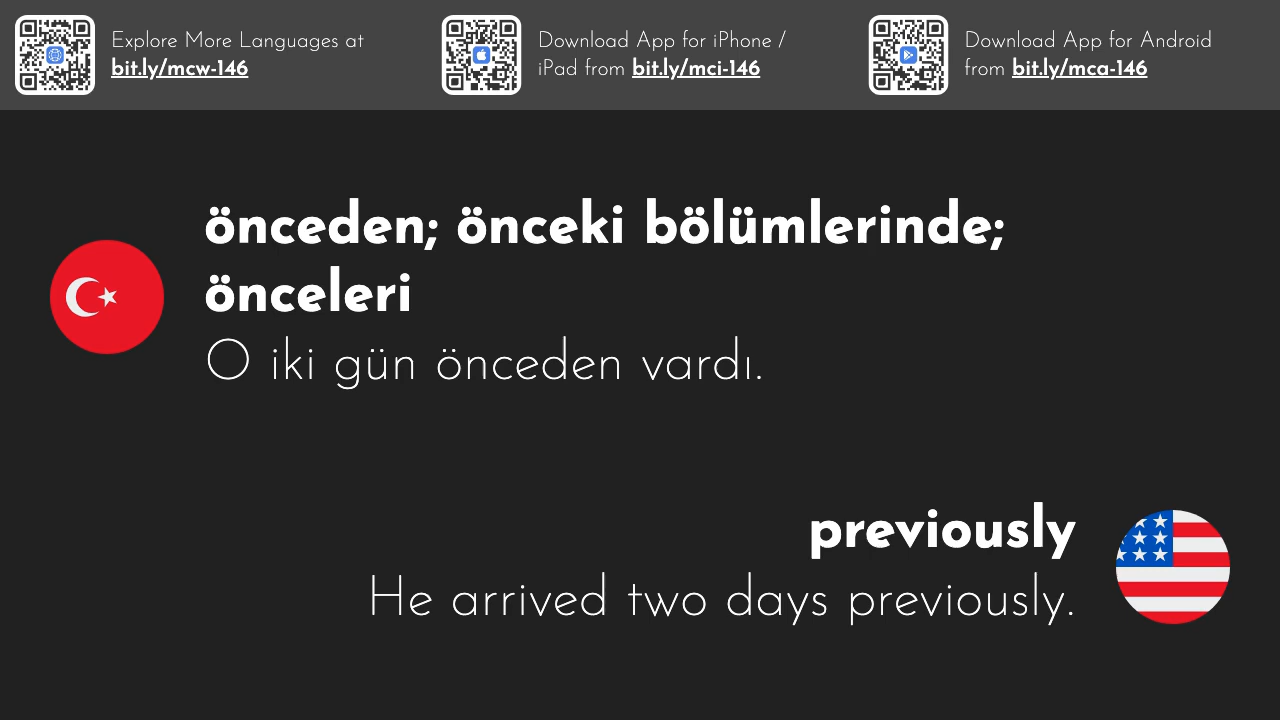 Explore More Languages at
bit.ly/mcw-146
Download App for iPhone /
iPad from bit.ly/mci-146
Download App for Android
from bit.ly/mca-146
önceden; önceki bölümlerinde;
önceleri
O iki gün önceden vardı.
previously
He arrived two days previously.